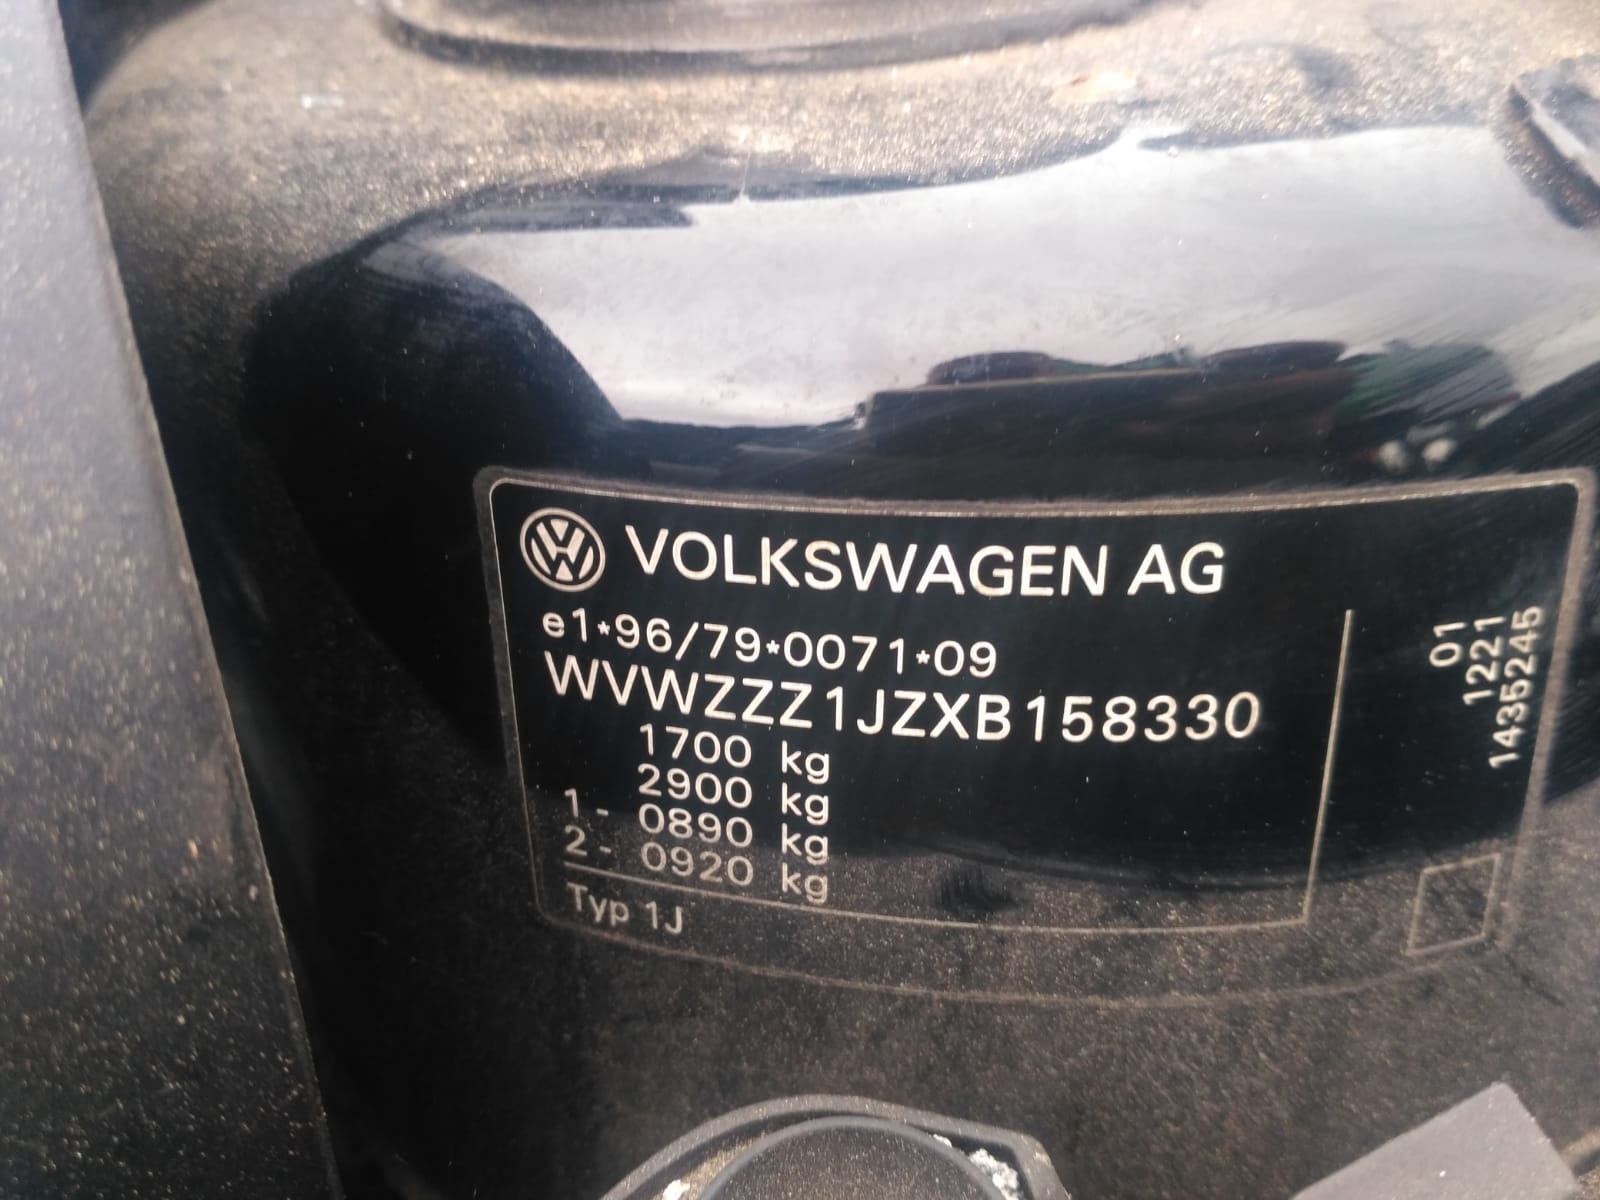 VOLKSWAGEN AG
e1*96/79*0071*09
WVWZZZ1JZXB158330
1700 kg
2900 kg
1- 0890 kg
2- 0920 kg
Typ 1J
01
1221
1435245